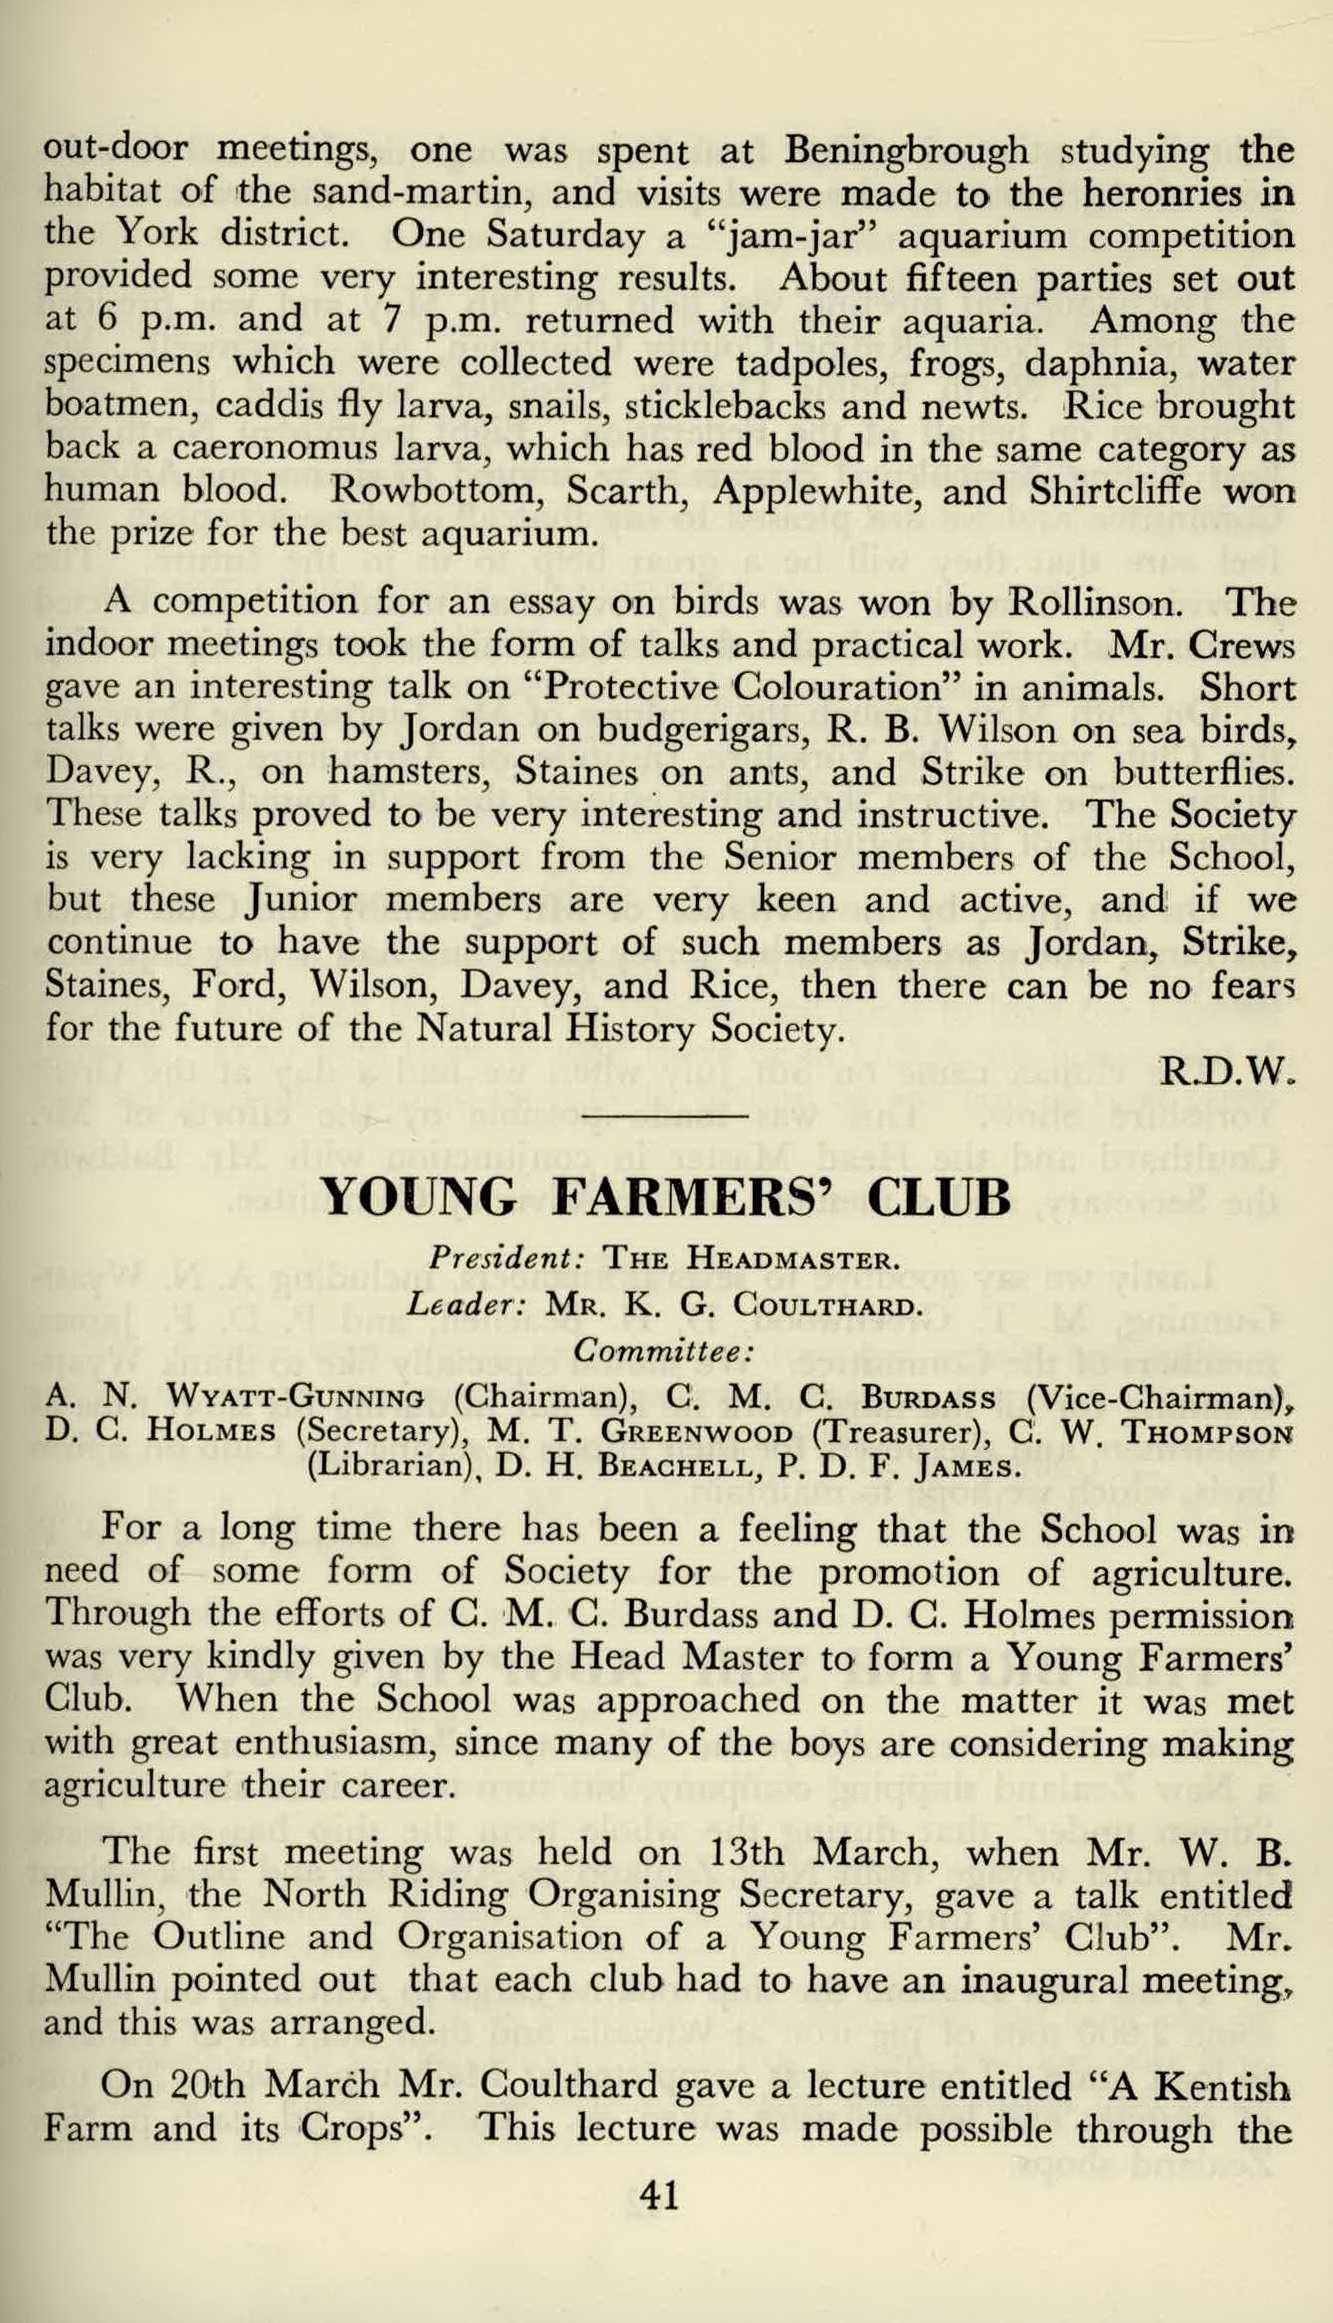 out-door meetings, one was spent at Beningbrough studying the
habitat of the sand-martin, and visits were made to the heronries in
the York district. One Saturday a “jam-jar” aquarium competition
provided some very interesting results. About fifteen parties set out
at 6 p.m. and at 7 p.m. returned with their aquaria. Among the
specimens which were collected were tadpoles, frogs, daphnia, water
boatmen, caddis fly larva, snails, sticklebacks and newts. Rice brought
back a caeronomus larva, which has red blood in the same category as
human blood. Rowbottom, Scarth, Applewhite, and Shirtcliffe won
the prize for the best aquarium.
A competition for an essay on birds was won by Rollinson. The
indoor meetings took the form of talks and practical work. Mr. Crews
gave an interesting talk on “Protective Colouration” in animals. Short
talks were given by Jordan on budgerigars, R. B. Wilson on sea birds,
Davey, R., on hamsters, Staines on ants, and Strike on butterflies.
These talks proved to be very interesting and instructive. The Society
is very lacking in support from the Senior members of the School,
but these Junior members are very keen and active, and if we
continue to have the support of such members as Jordan, Strike,
Staines, Ford, Wilson, Davey, and Rice, then there can be no fears
for the future of the Natural History Society.
R.D.W.
YOUNG FARMERS’ CLUB
President: THE HEADMASTER.
Leader: MR. K. G. COULTHARD.
Committee:
A. N. WYATT-GUNNING (Chairman), C. M. C. BURDASS (Vice-Chairman),
D. C. HOLMES (Secretary), M. T. GREENWOOD (Treasurer), C. W. THOMPSON
(Librarian), D. H. BEACHELL, P. D. F. JAMES.
For a long time there has been a feeling that the School was in
need of some form of Society for the promotion of agriculture.
Through the efforts of C. M. C. Burdass and D. C. Holmes permission
was very kindly given by the Head Master to form a Young Farmers’
Club. When the School was approached on the matter it was met
with great enthusiasm, since many of the boys are considering making
agriculture their career.
The first meeting was held on 13th March, when Mr. W. B.
Mullin, the North Riding Organising Secretary, gave a talk entitled
“The Outline and Organisation of a Young Farmers’ Club”. Mr.
Mullin pointed out that each club had to have an inaugural meeting,
and this was arranged.
On 20th March Mr. Coulthard gave a lecture entitled “A Kentish
Farm and its Crops”. This lecture was made possible through the
41